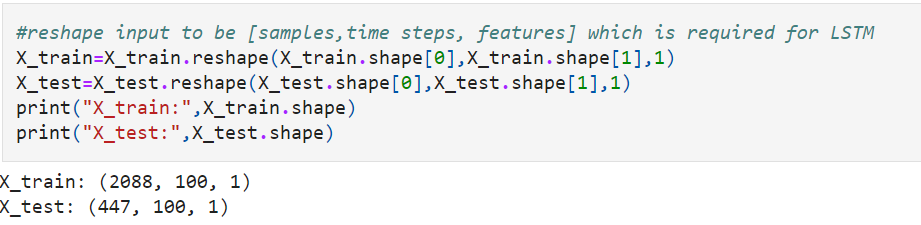 #reshape input to be [samples,time steps, features] which is required for LSTM
X_train=X_train.reshape(X_train.shape[0],X_train.shape[1],1)
X_test=X_test.reshape(X_test.shape[0],X_test.shape[1],1)
print("X_train:",X_train.shape)
print("X_test:",X_test.shape)
X_train: (2088, 100, 1)
X_test: (447, 100, 1)